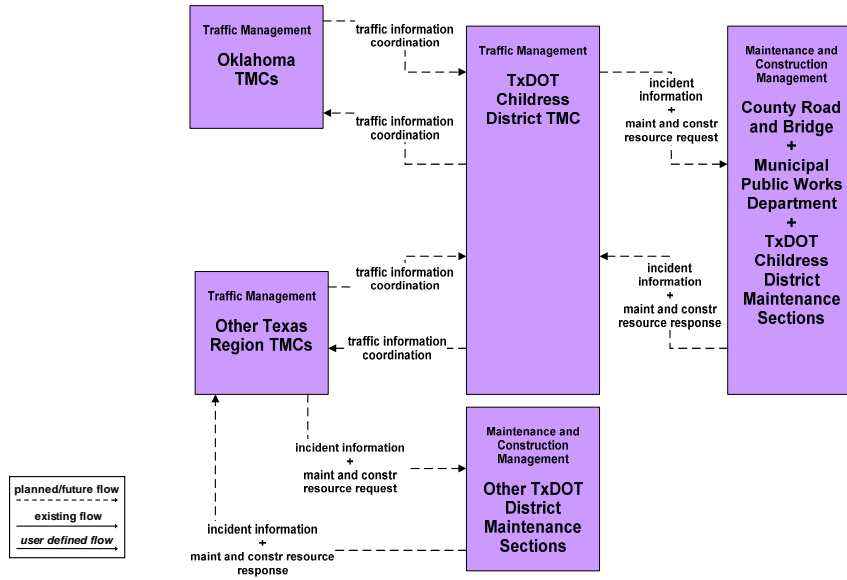 Traffic Management
Oklahoma
TMCs
traffic information
coordination
traffic information
coordination
Traffic Management
TxDOT
Childress
District TMC
incident
information
+
maint and constr
resource request
Maintenance and
Construction
Management
County Road
and Bridge
+
Municipal
Public Works
Department
+
TxDOT
Childress
District
Maintenance
Sections
incident
information
+
maint and constr
resource response
Traffic Management
Other Texas
Region TMCs
traffic information
coordination
traffic information
coordination
incident information
+
maint and constr
resource request
Maintenance and
Construction
Management
Other TxDOT
District
Maintenance
Sections
incident information
+
maint and constr resource
response
planned/future flow
existing flow
user defined flow